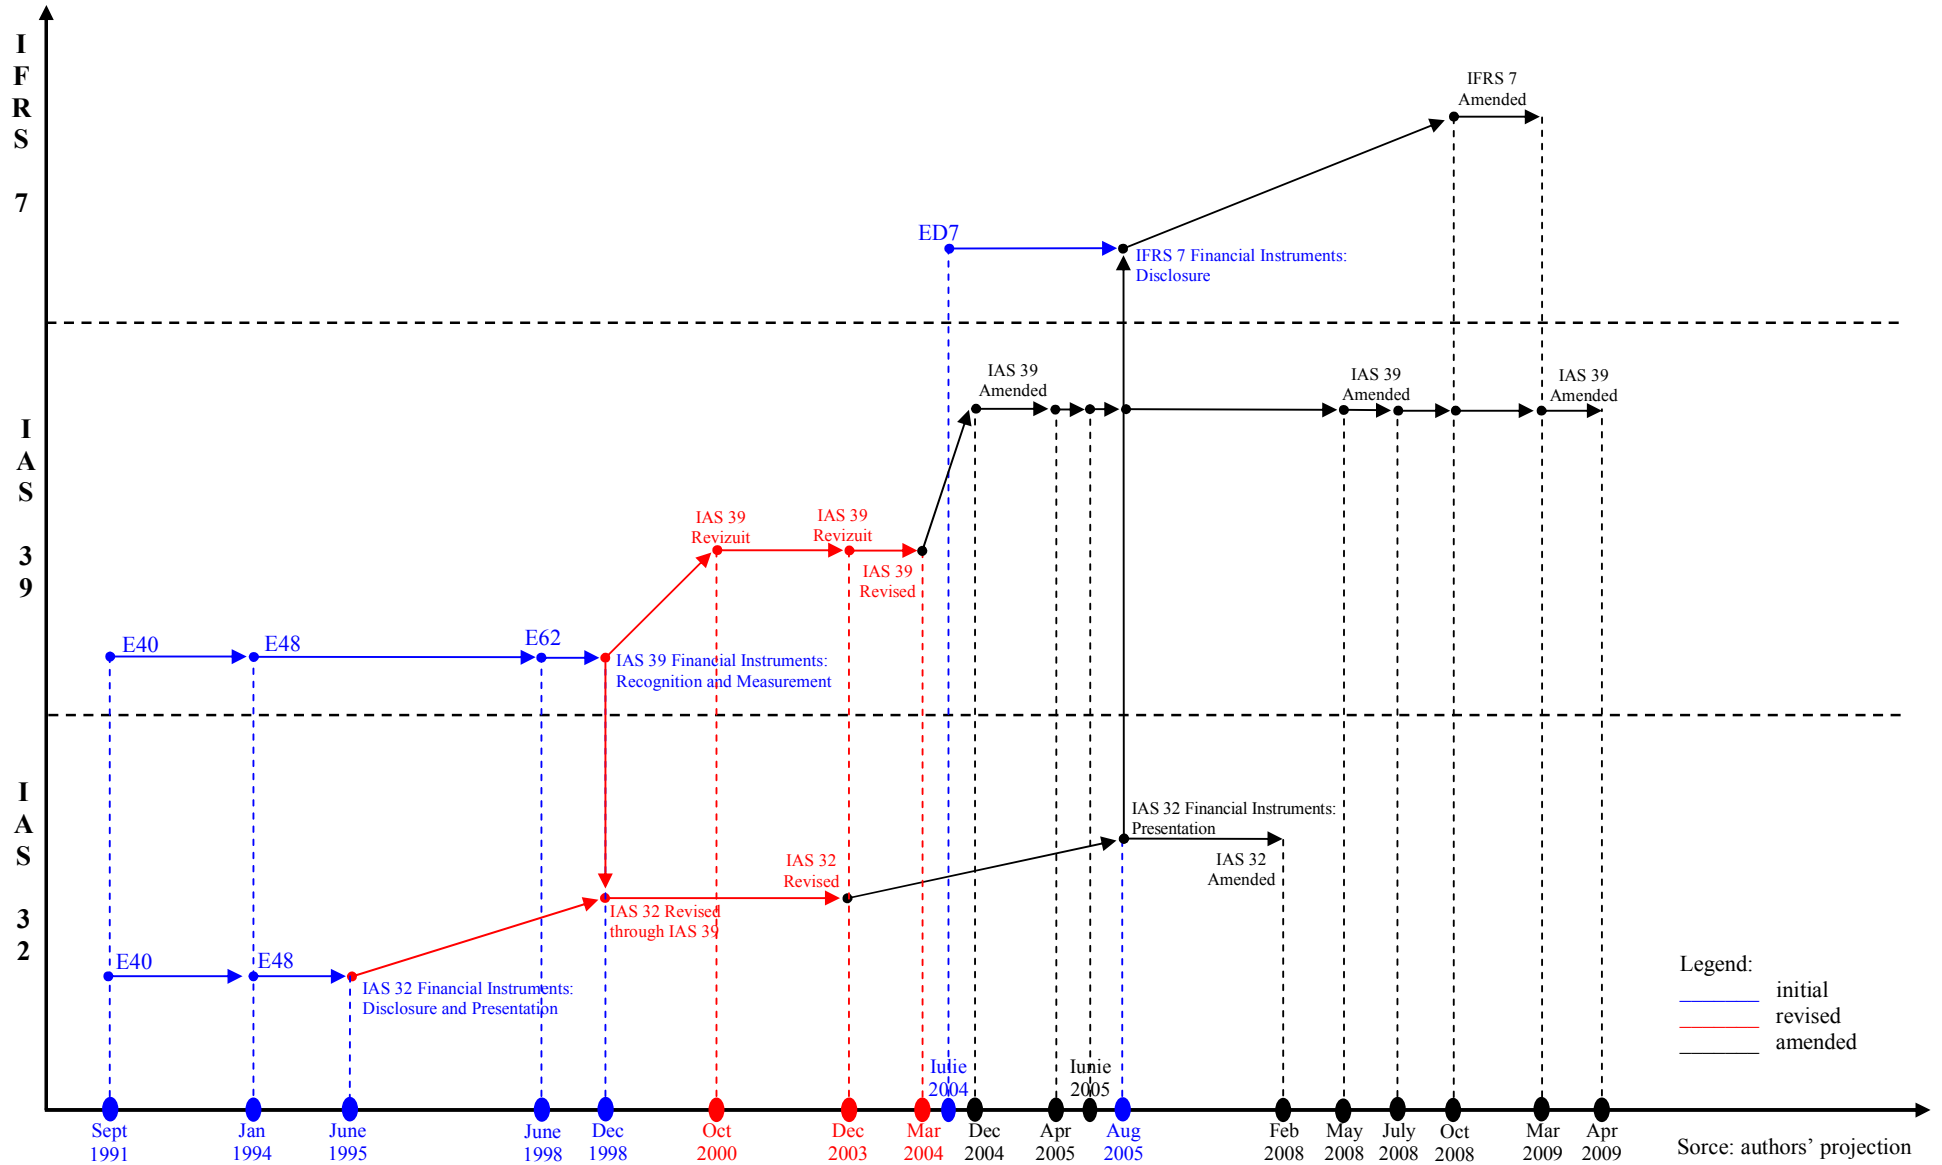 I
F
R
S
7
IFRS 7
Amended
ED7
IFRS 7 Financial Instruments:
Disclosure
I
A
S
3
9
IAS 39
Amended
IAS 39
Amended
IAS 39
Amended
IAS 39
Revizuit
IAS 39
Revizuit
IAS 39
Revised
E40
E48
E62
IAS 39 Financial Instruments:
Recognition and Measurement
I
A
S
3
2
IAS 32 Financial Instruments:
Presentation
IAS 32
Amended
IAS 32
Revised
IAS 32 Revised
through IAS 39
E40
E48
IAS 32 Financial Instruments:
Disclosure and Presentation
Legend:
initial
revised
amended
Iulie
2004
Iunie
2005
Sept
1991
Jan
1994
June
1995
June
1998
Dec
1998
Oct
2000
Dec
2003
Mar
2004
Dec
2004
Apr
2005
Aug
2005
Feb
2008
May
2008
July
2008
Oct
2008
Mar
2009
Apr
2009
Sorce: authors’ projection